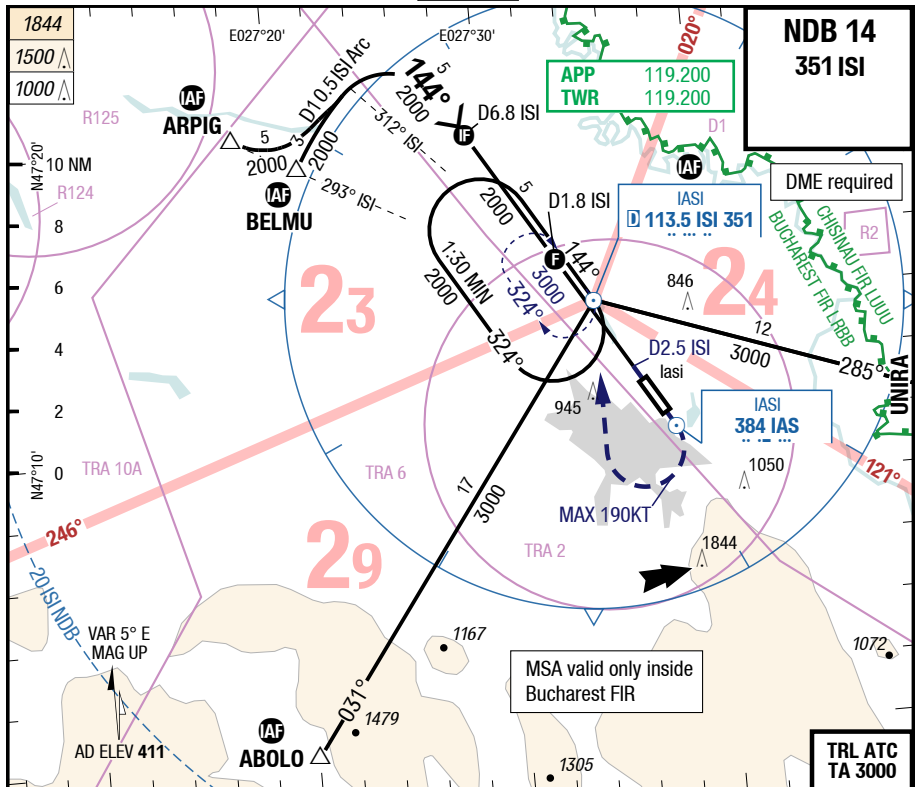 1844
1500
1000
E027°20'
E027°30'
020°
NDB 14
351 ISI
APP 119.200
TWR 119.200
D10.5 ISI Arc
144°
5
2000
D6.8 ISI
IF
IAF
ARPIG
R125
D1
5
2000
3
2000
312° ISI
293° ISI
IAF
BELMU
N47°20'
10 NM
R124
IAF
DME required
5
2000
D1.8 ISI
IASI
D 113.5 ISI 351
CHISINAU FIR LUUU
BUCHAREST FIR LRBB
R2
8
F
144°
1:30 MIN
2000
3000
324°
324°
6
23
846
24
12
3000
285°
UNIRA
4
D2.5 ISI
Iasi
2
945
IASI
384 IAS
N47°10'
0
TRA 10A
TRA 6
1050
121°
17
3000
MAX 190KT
246°
29
TRA 2
1844
20 ISI NDB
VAR 5° E
MAG UP
1167
1072
MSA valid only inside
Bucharest FIR
031°
1479
AD ELEV 411
IAF
ABOLO
1305
TRL ATC
TA 3000